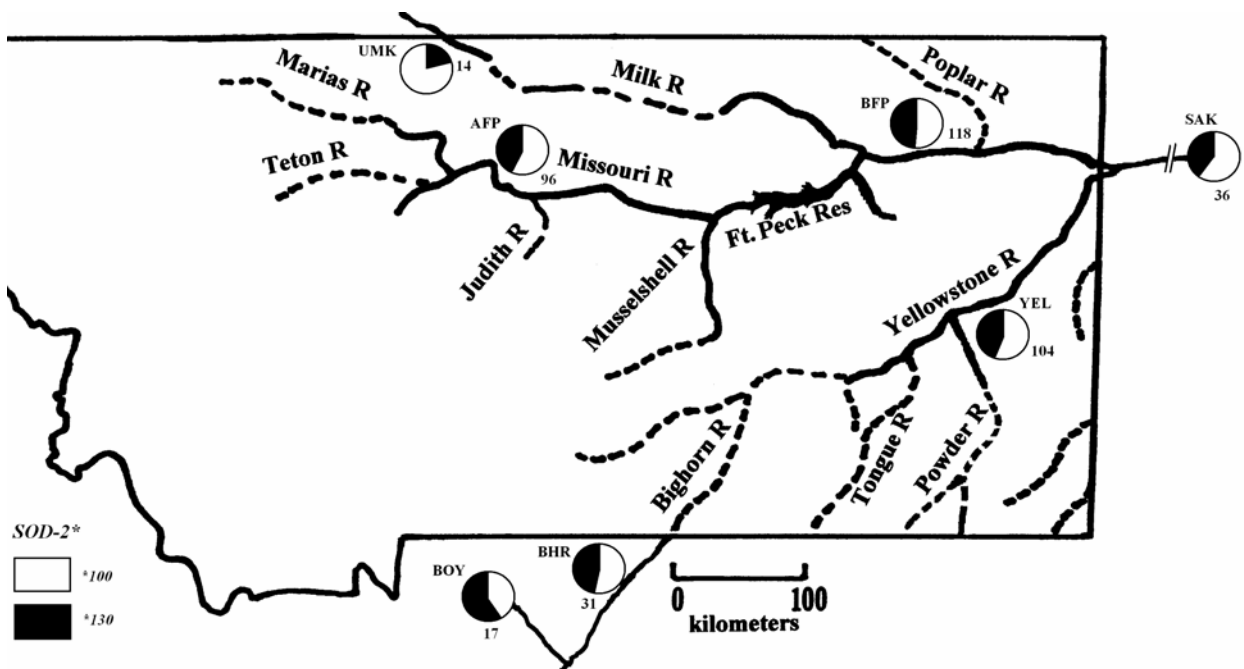 UMK
14
Marias R
Milk R
Poplar R
BFP
118
SAK
36
AFP
96
Teton R
Missouri R
Judith R
Musselshell R
Ft. Peck Res
Yellowstone R
YEL
104
Bighorn R
Tongue R
Powder R
SOD-2*
*100
*130
BOY
17
BHR
31
0 100
kilometers